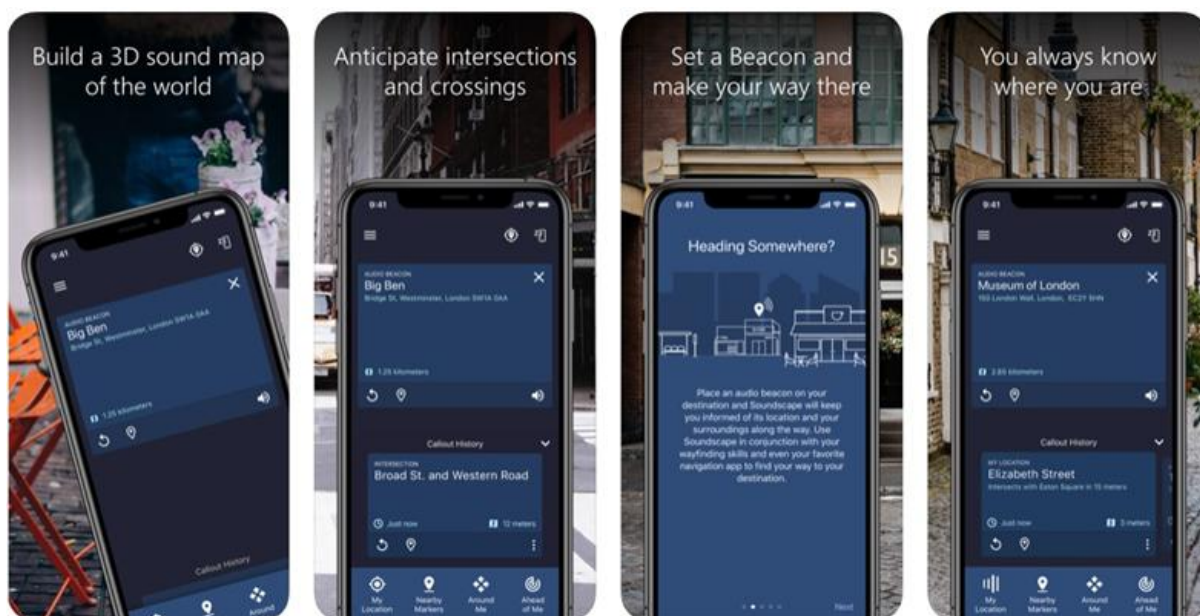 Build a 3D sound map
of the world
9:41
AUDIO BEACON
Big Ben
Bridge St, Westminster, London SW1A 0AA
1.25 kilometers
Callout History
Around
Anticipate intersections
and crossings
9:41
AUDIO BEACON
Big Ben
Bridge St, Westminster, London SW1A 0AA
1.25 kilometers
Callout History
INTERSECTION
Broad St. and Western Road
Just now
12 meters
My
Location
Nearby
Markers
Around
Me
Ahead
of Me
Set a Beacon and
make your way there
15
9:41
Heading Somewhere?
Place an audio beacon on your
destination and Soundscape will keep
you informed of its location and your
surroundings along the way. Use
Soundscape in conjunction with your
wayfinding skills and even your favorite
navigation app to find your way to your
destination.
Next
You always know
where you are
9:41
AUDIO BEACON
Museum of London
150 London Wall, London, EC2Y 5HN
2.85 kilometers
Callout History
MY LOCATION
Elizabeth Street
Intersects with Eaton Square in 10 meters
Just now
3 meters
My
Location
Nearby
Markers
Around
Me
Ahead
of Me